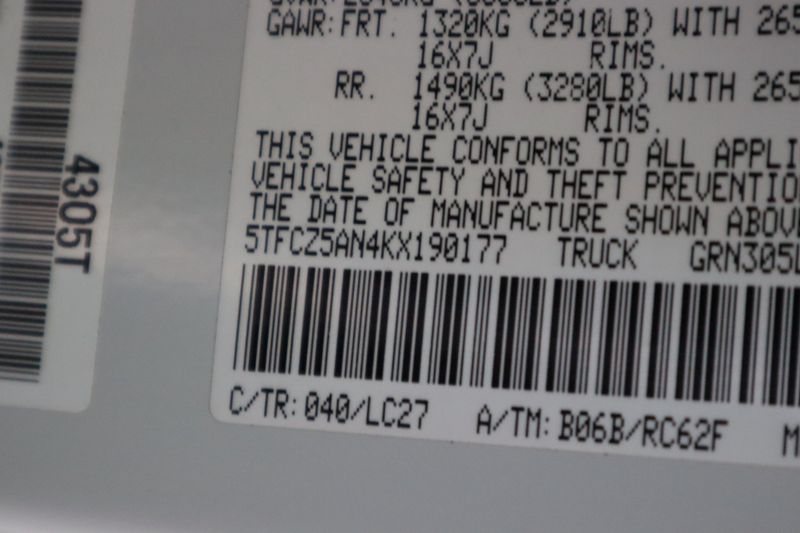 GAWR: FRT. 1320KG (2910LB) WITH 265
16X7J RIMS.
RR. 1490KG (3280LB) WITH 265
16X7J RIMS.
THIS VEHICLE CONFORMS TO ALL APPLI
VEHICLE SAFETY AND THEFT PREVENTIO
THE DATE OF MANUFACTURE SHOWN ABOVE
5TFCZ5AN4KX190177 TRUCK GRN305L
C/TR: 040/LC27 A/TM: B06B/RC62F M
4305T